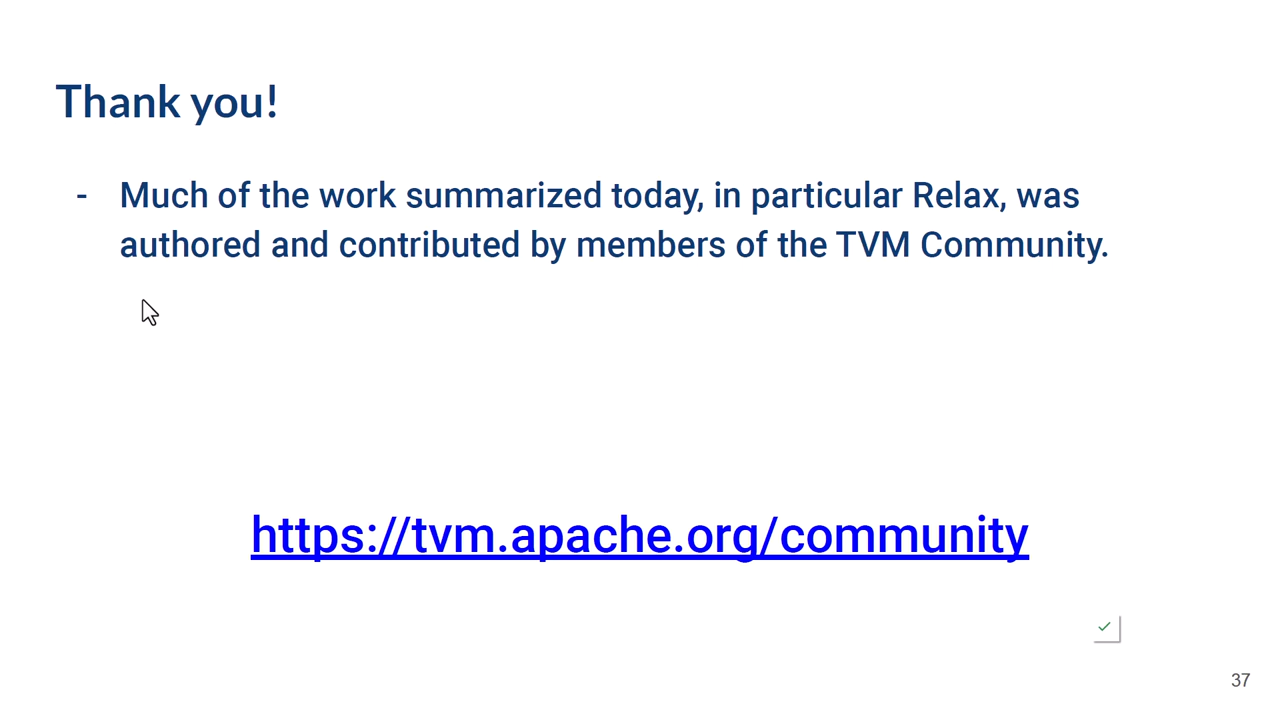 Thank you!
- Much of the work summarized today, in particular Relax, was
authored and contributed by members of the TVM Community.
https://tvm.apache.org/community
37